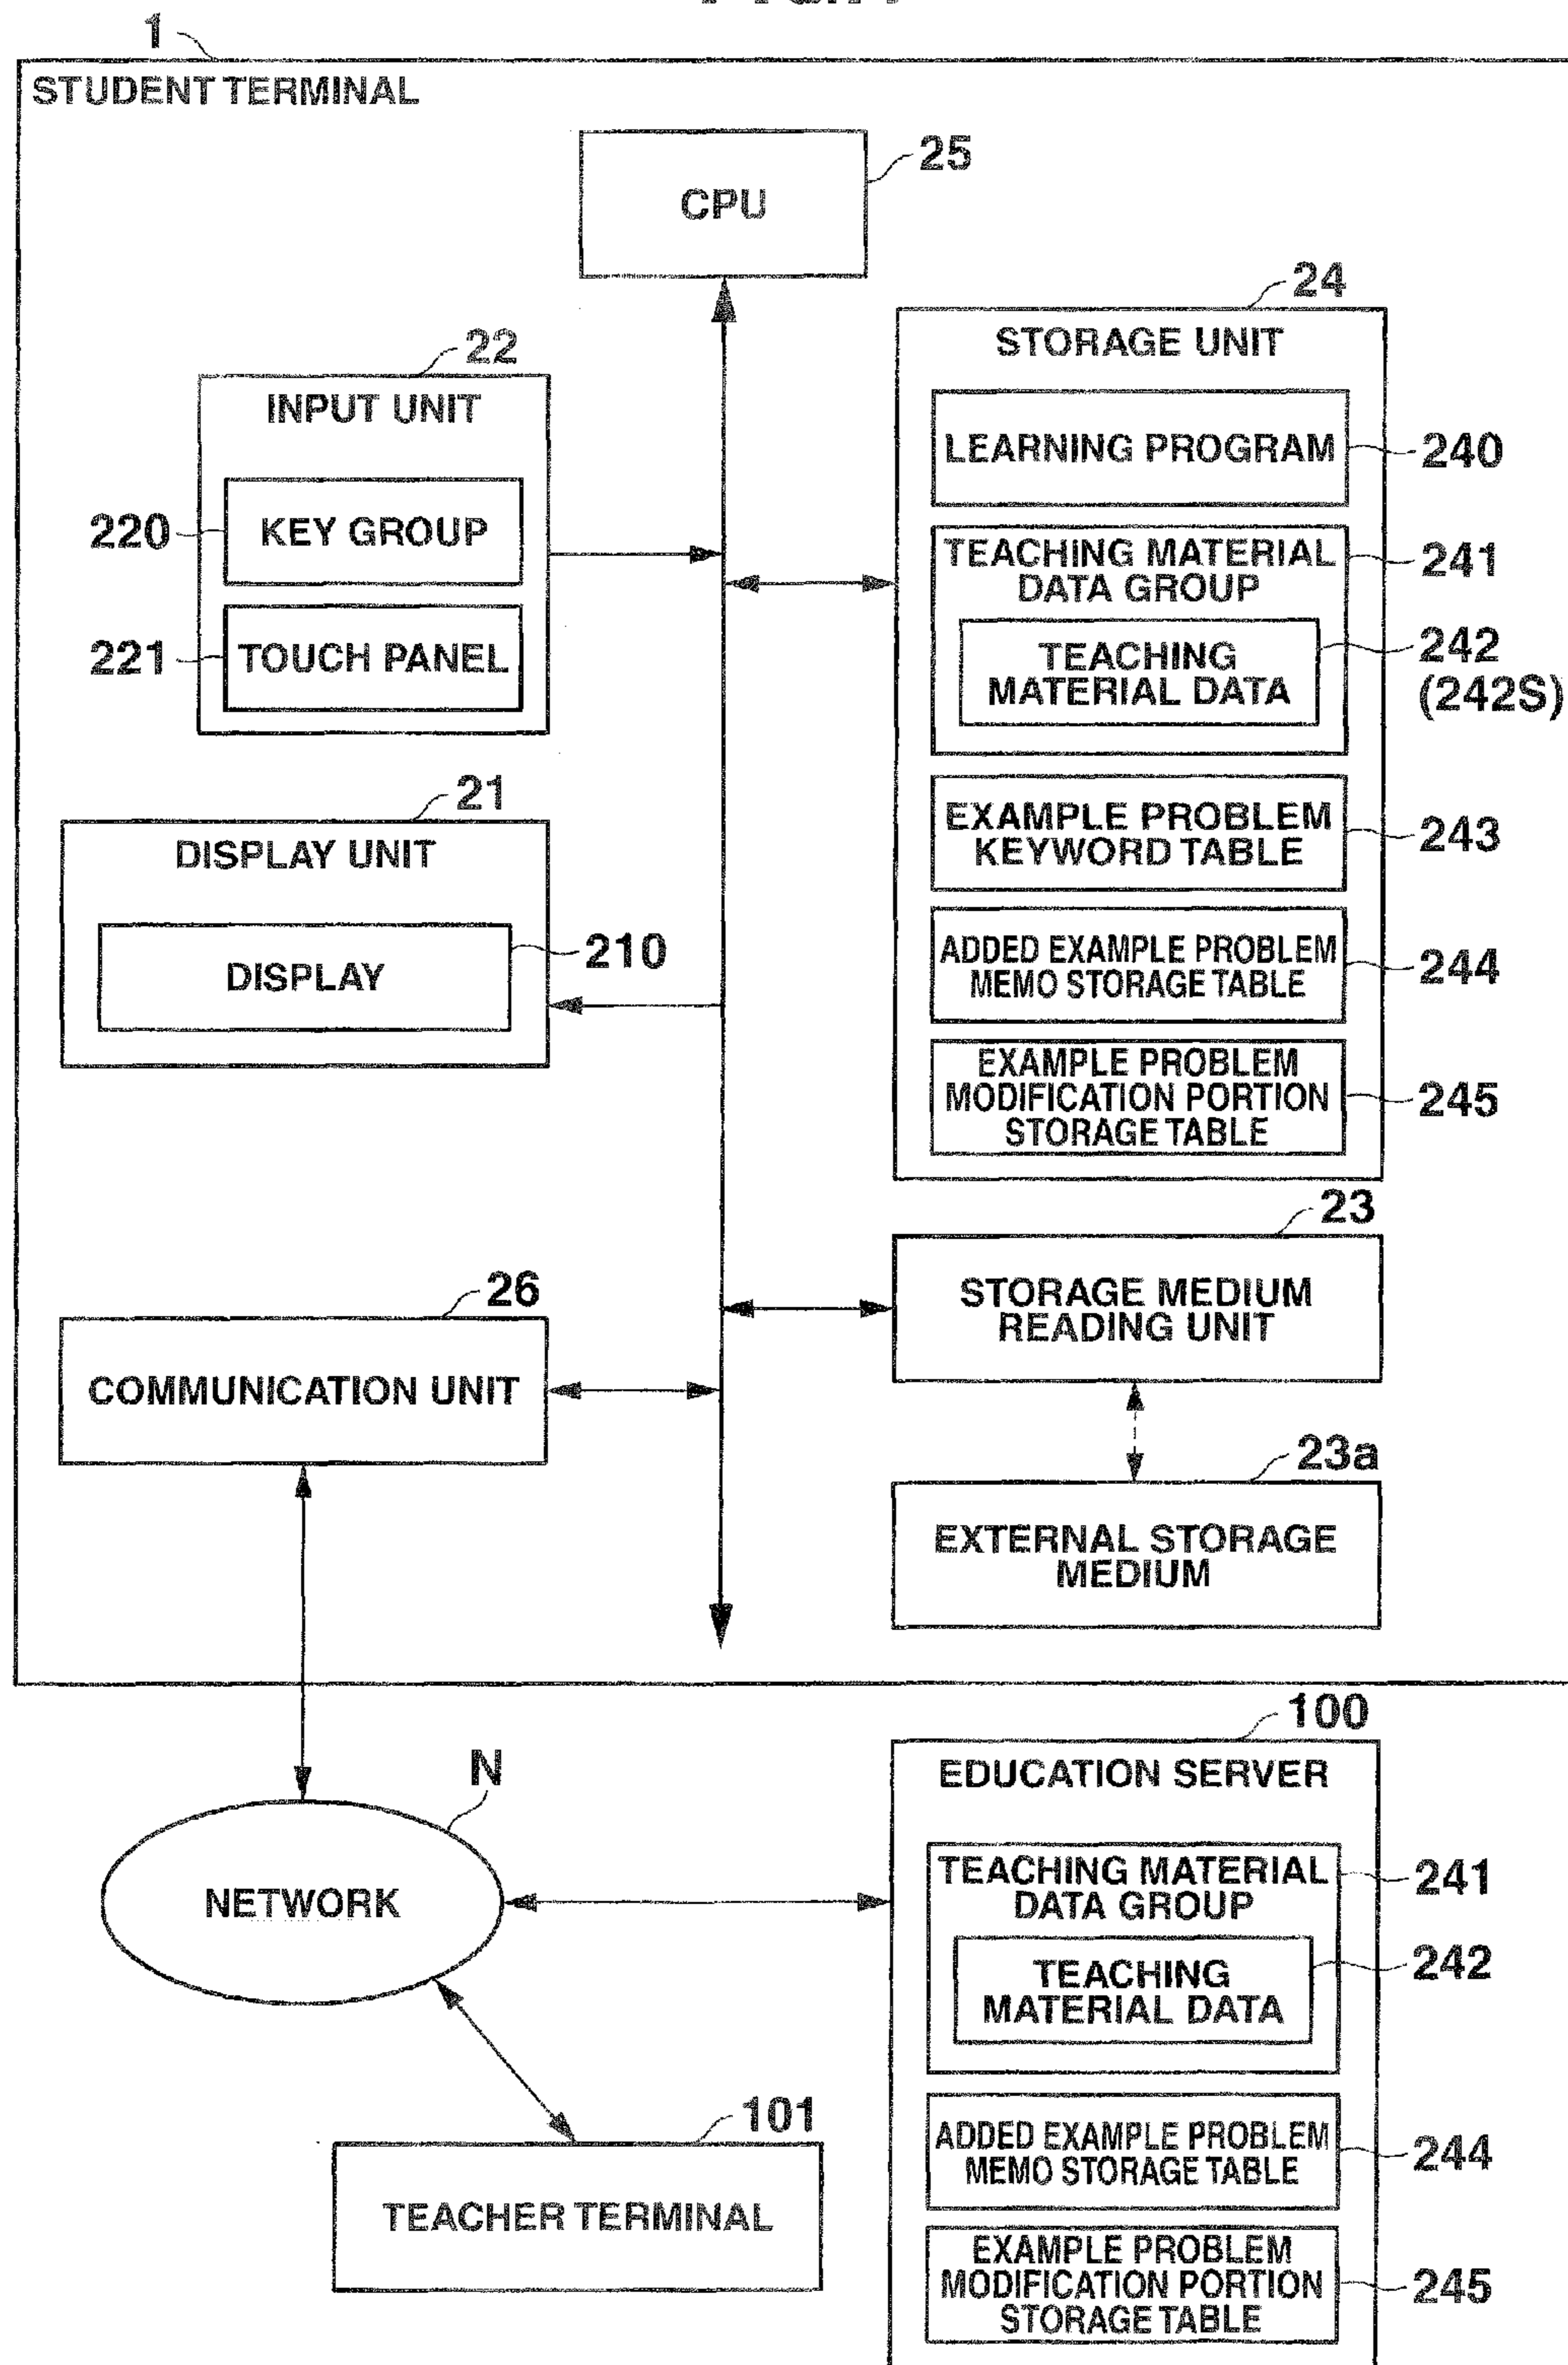 1
STUDENT TERMINAL
25
CPU
24
STORAGE UNIT
22
INPUT UNIT
LEARNING PROGRAM
240
220
KEY GROUP
TEACHING MATERIAL
DATA GROUP
241
221
TOUCH PANEL
TEACHING
MATERIAL DATA
242
(242S)
21
DISPLAY UNIT
EXAMPLE PROBLEM
KEYWORD TABLE
243
DISPLAY
210
ADDED EXAMPLE PROBLEM
MEMO STORAGE TABLE
244
EXAMPLE PROBLEM
MODIFICATION PORTION
STORAGE TABLE
245
23
STORAGE MEDIUM
READING UNIT
26
COMMUNICATION UNIT
23a
EXTERNAL STORAGE
MEDIUM
100
EDUCATION SERVER
N
NETWORK
TEACHING MATERIAL
DATA GROUP
241
TEACHING
MATERIAL DATA
242
101
TEACHER TERMINAL
ADDED EXAMPLE PROBLEM
MEMO STORAGE TABLE
244
EXAMPLE PROBLEM
MODIFICATION PORTION
STORAGE TABLE
245